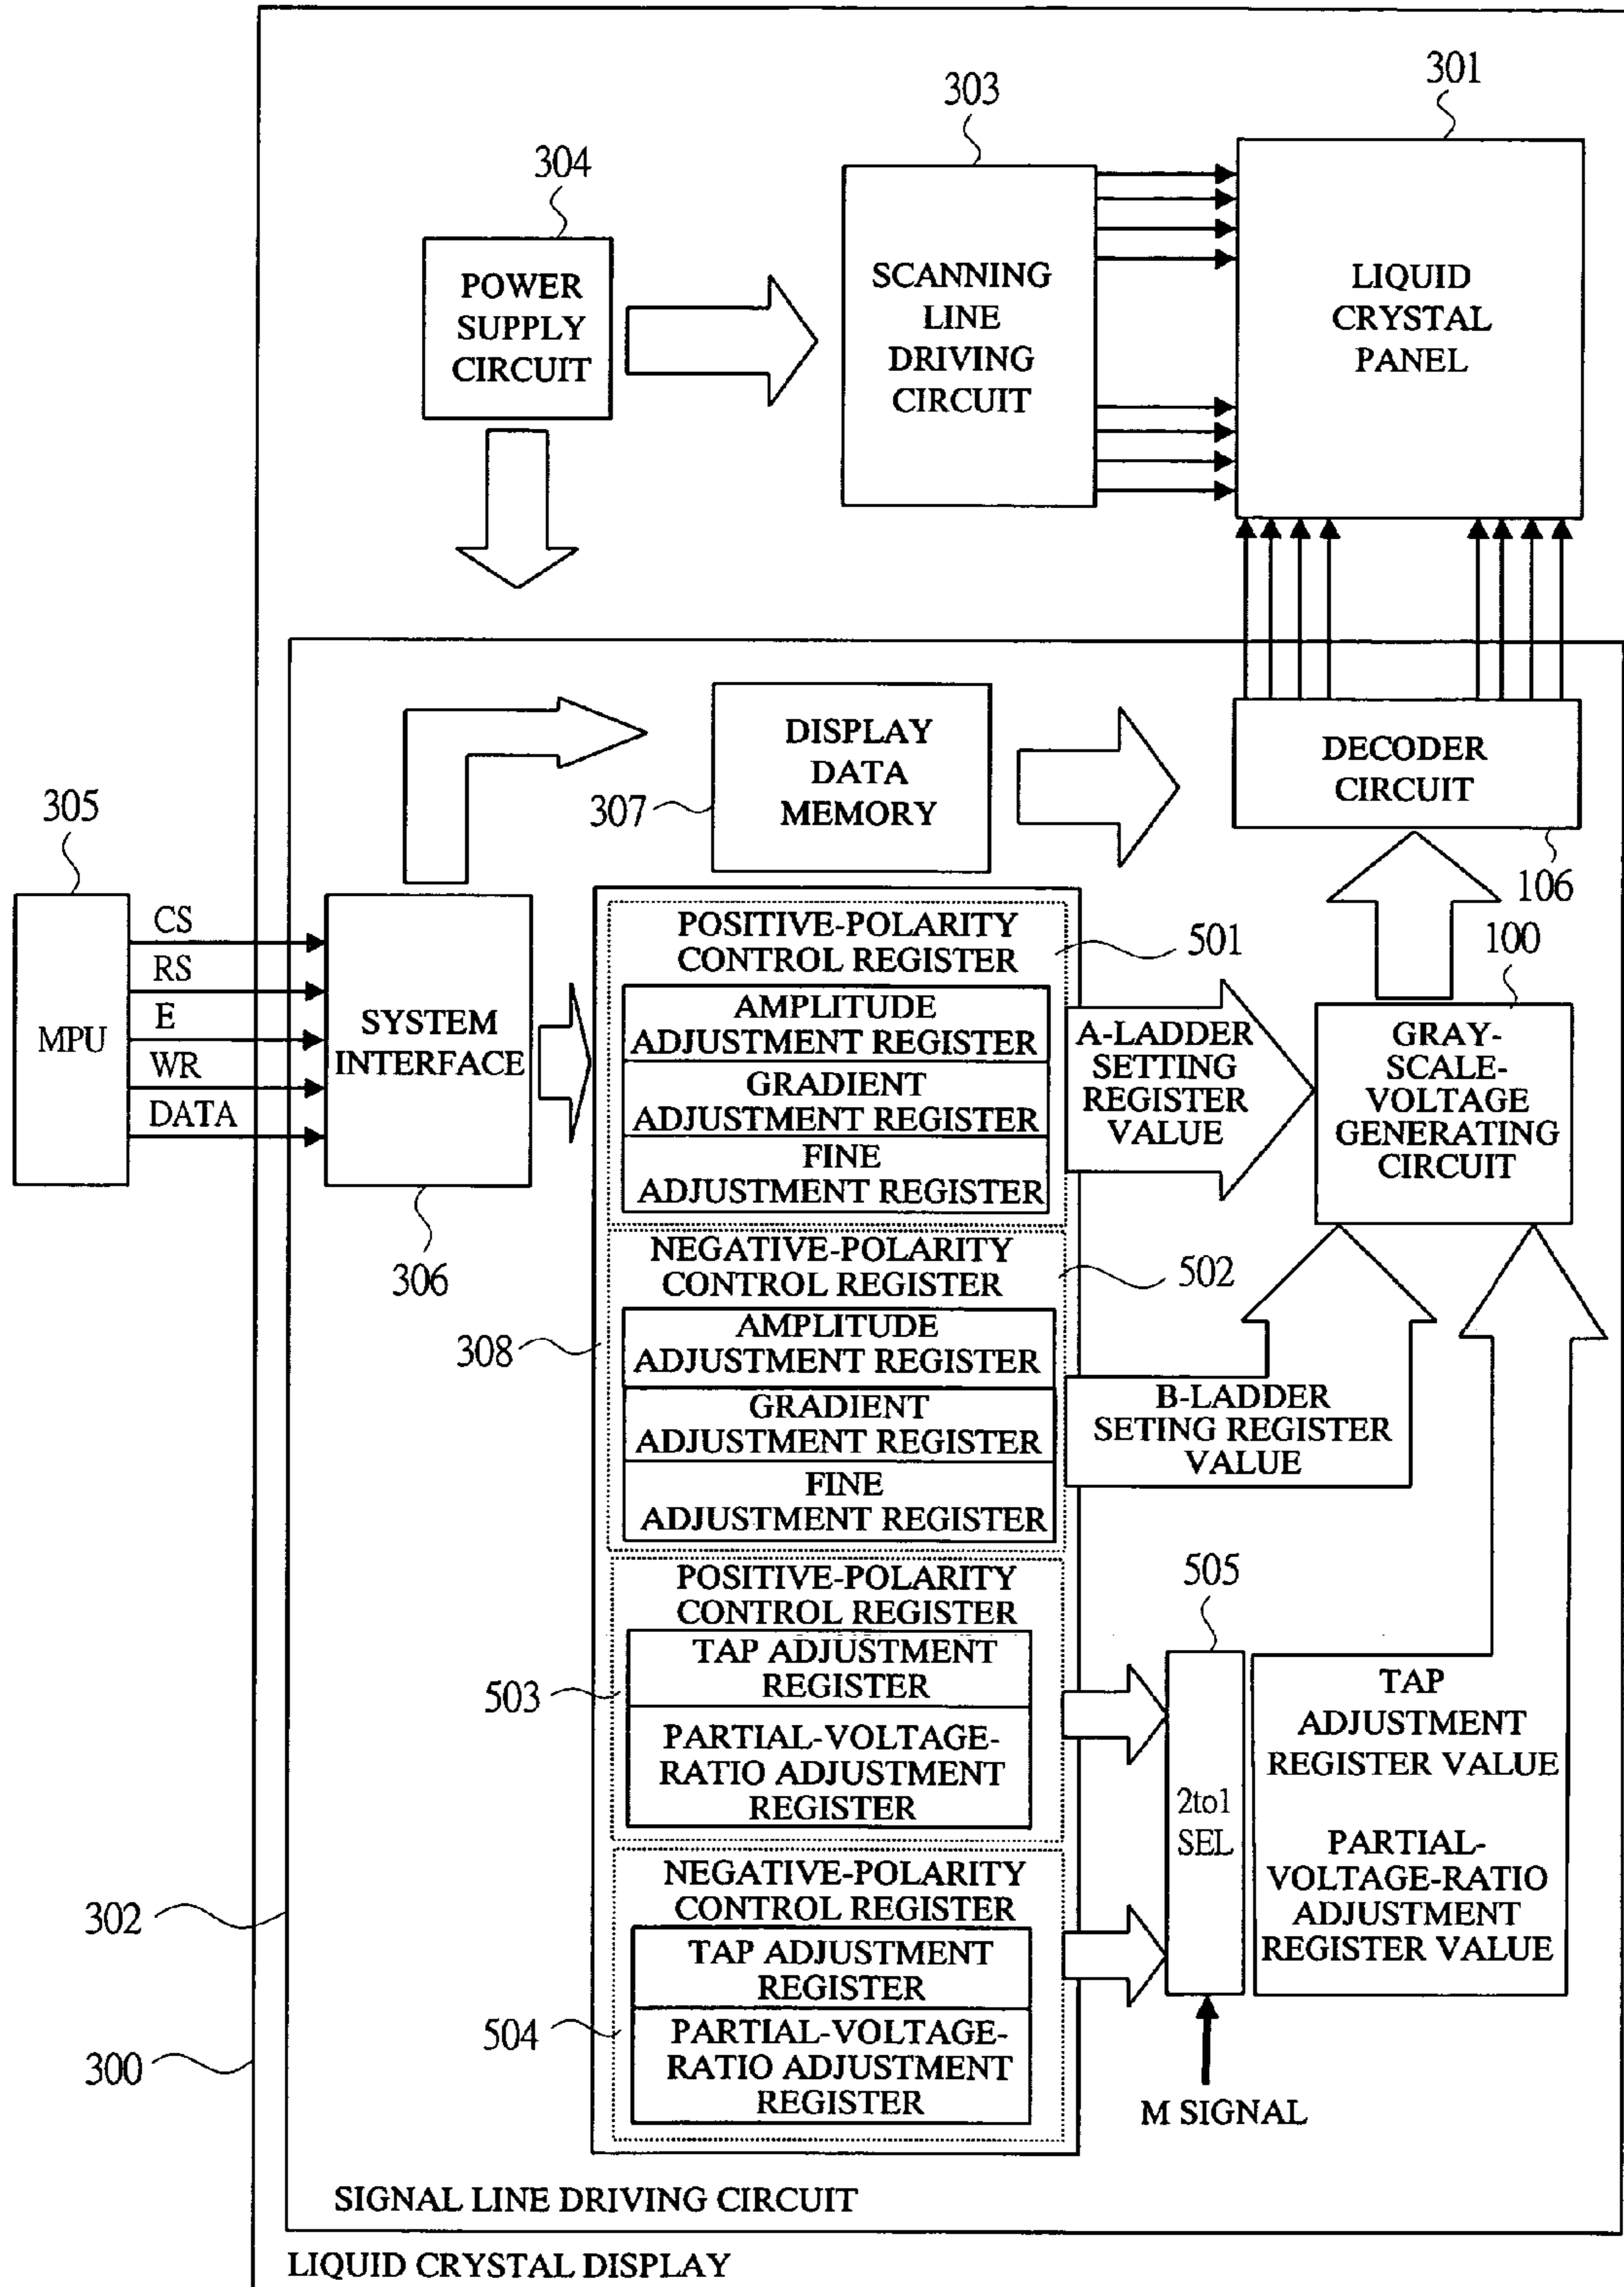 301
303
304
POWER
SUPPLY
CIRCUIT
SCANNING
LINE
DRIVING
CIRCUIT
LIQUID
CRYSTAL
PANEL
DISPLAY
DATA
MEMORY
307
DECODER
CIRCUIT
106
305
MPU
CS
RS
E
WR
DATA
SYSTEM
INTERFACE
306
POSITIVE-POLARITY
CONTROL REGISTER
501
AMPLITUDE
ADJUSTMENT REGISTER
GRADIENT
ADJUSTMENT REGISTER
FINE
ADJUSTMENT REGISTER
A-LADDER
SETTING
REGISTER
VALUE
100
GRAY-
SCALE-
VOLTAGE
GENERATING
CIRCUIT
NEGATIVE-POLARITY
CONTROL REGISTER
502
308
AMPLITUDE
ADJUSTMENT REGISTER
GRADIENT
ADJUSTMENT REGISTER
FINE
ADJUSTMENT REGISTER
B-LADDER
SETING REGISTER
VALUE
POSITIVE-POLARITY
CONTROL REGISTER
503
TAP ADJUSTMENT
REGISTER
PARTIAL-VOLTAGE-
RATIO ADJUSTMENT
REGISTER
505
2to1
SEL
TAP
ADJUSTMENT
REGISTER VALUE
PARTIAL-
VOLTAGE-RATIO
ADJUSTMENT
REGISTER VALUE
NEGATIVE-POLARITY
CONTROL REGISTER
504
TAP ADJUSTMENT
REGISTER
PARTIAL-VOLTAGE-
RATIO ADJUSTMENT
REGISTER
M SIGNAL
302
300
SIGNAL LINE DRIVING CIRCUIT
LIQUID CRYSTAL DISPLAY